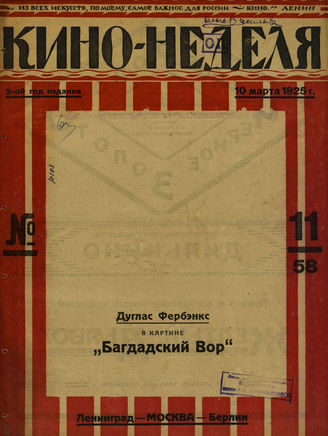 ИЗ ВСЕХ ИСКУССТВ, ПО МОЕМУ, САМОЕ ВАЖНОЕ ДЛЯ РОССИИ — КИНО. ЛЕНИН
КИНО-НЕДЕЛЯ
2-ой год издания
10 марта 1925 г.
№
11
58
Дуглас Фербэнкс
В КАРТИНЕ
„Багдадский Вор“
Ленинград — МОСКВА — Берлин